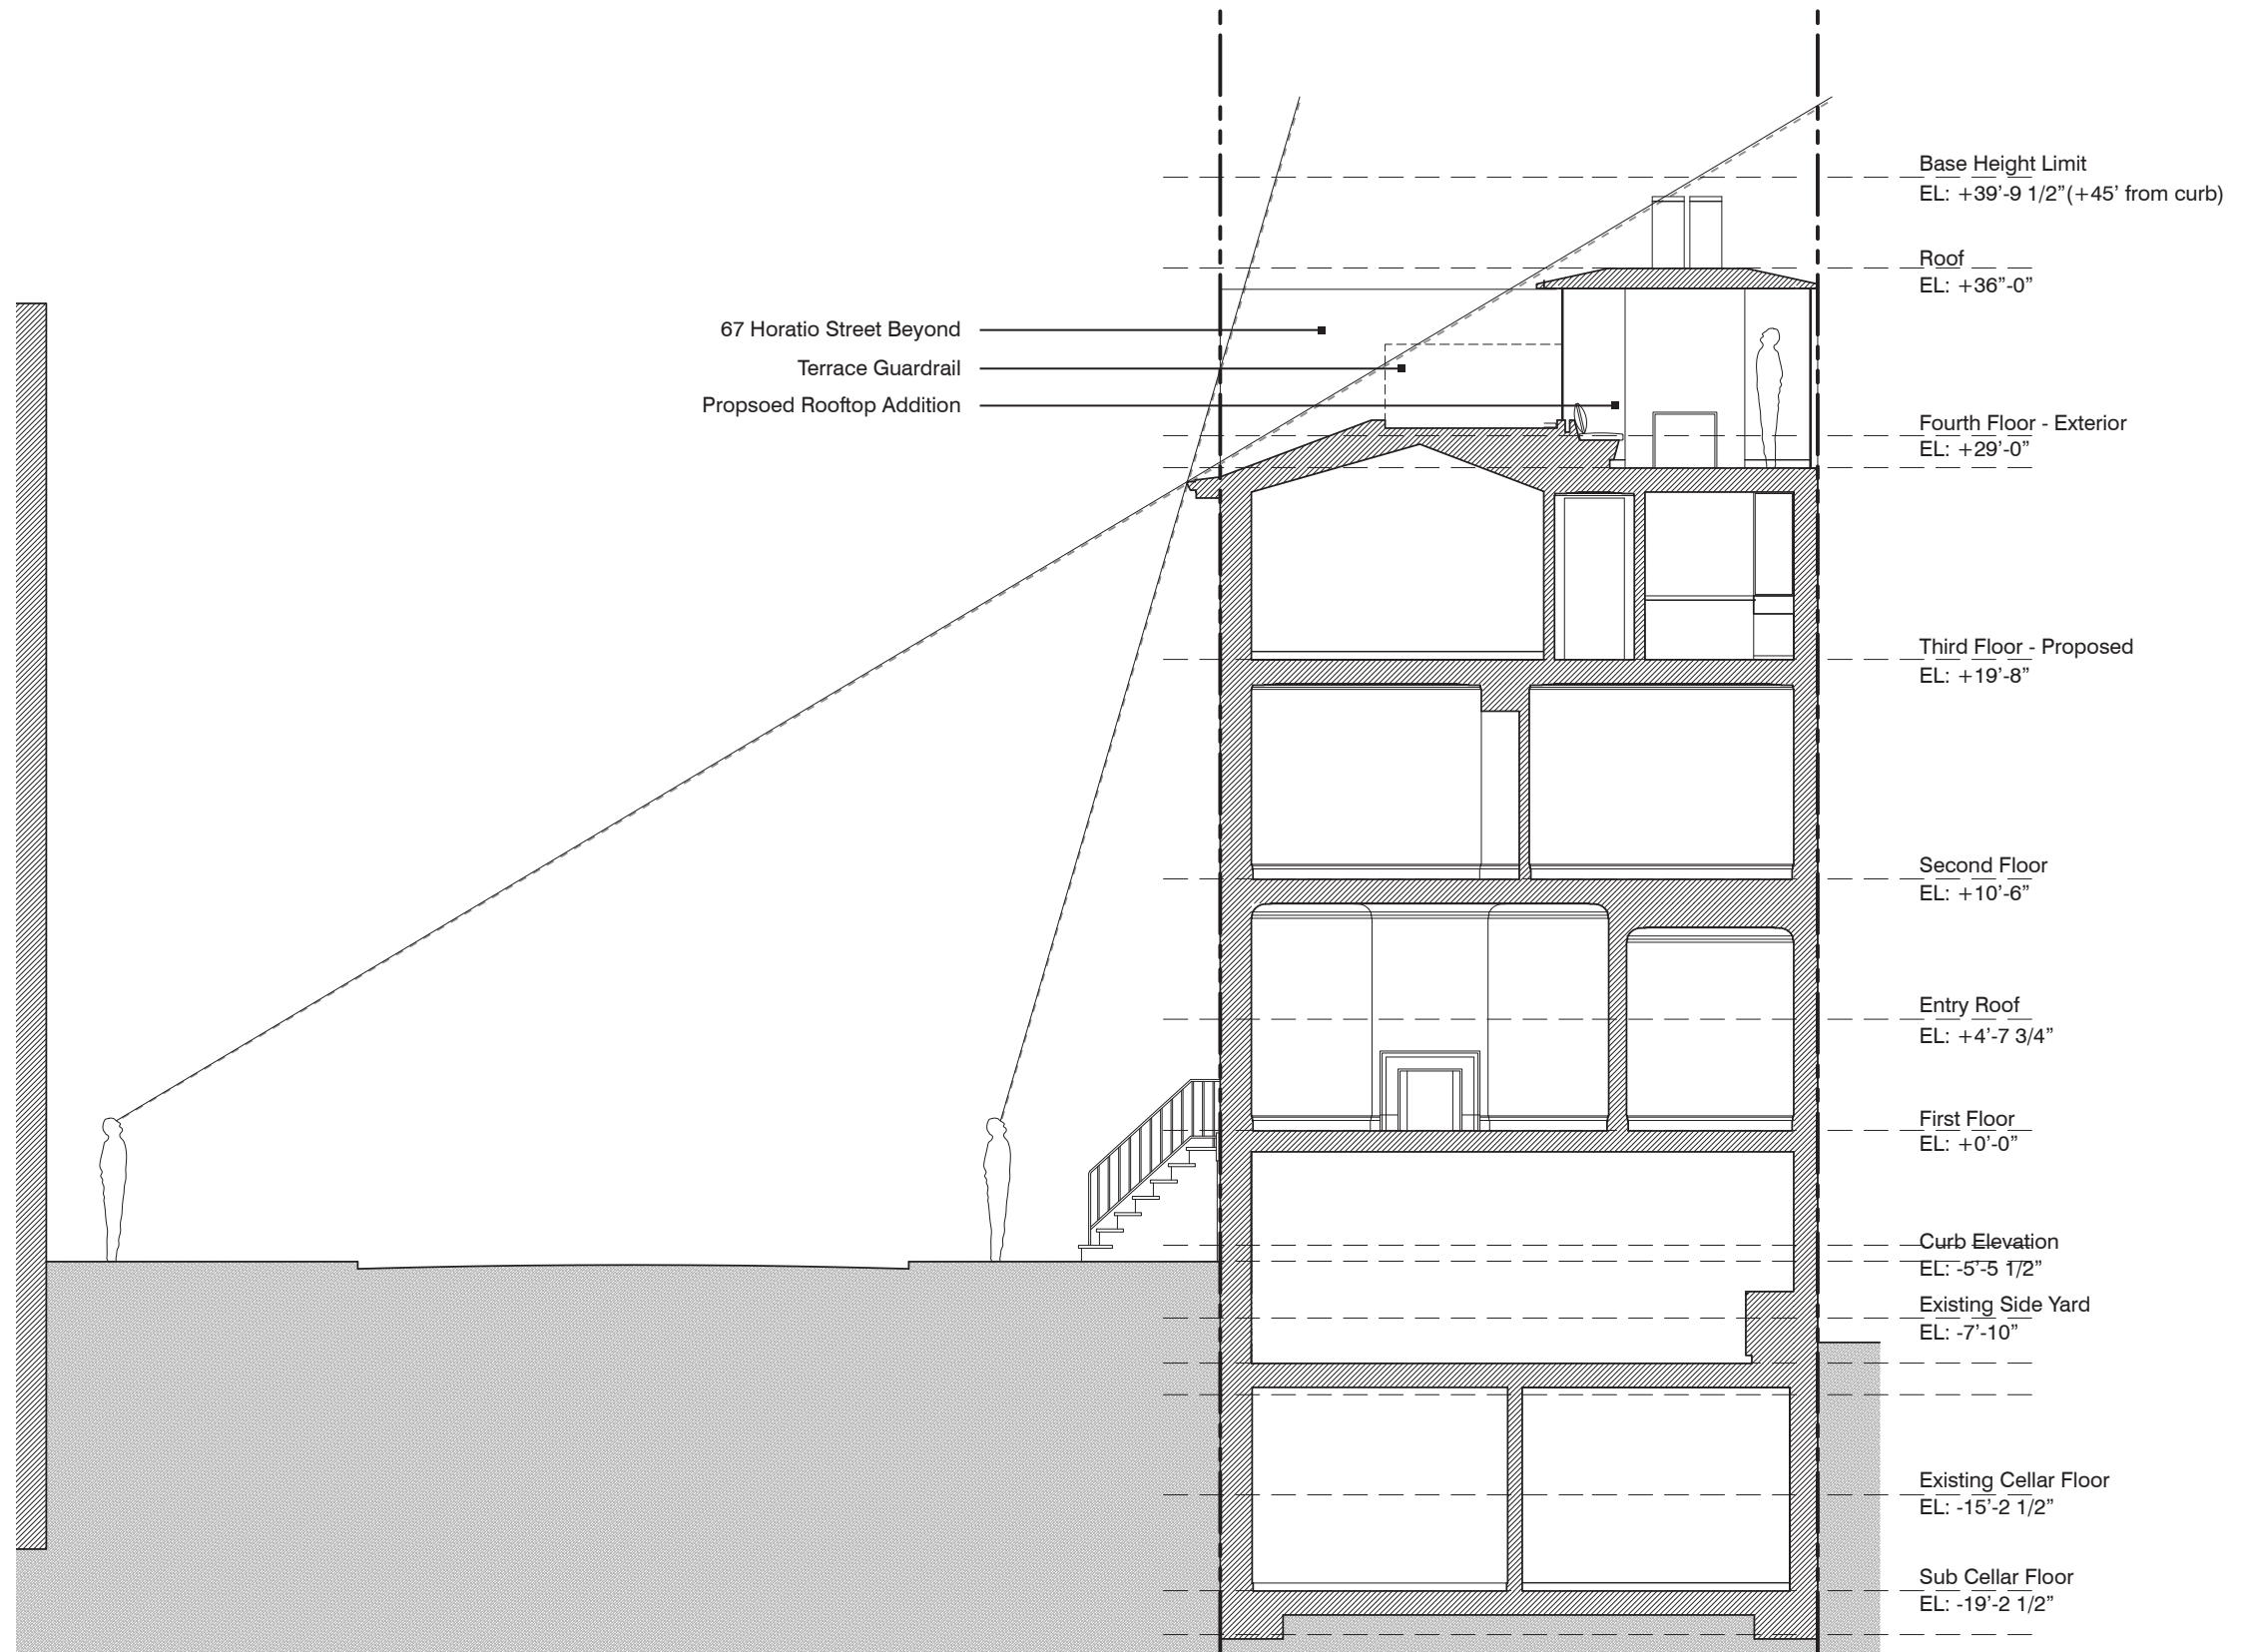 Base Height Limit
EL: +39’-9 1/2”(+45’ from curb)
Roof
EL: +36”-0”
67 Horatio Street Beyond
Terrace Guardrail
Propsoed Rooftop Addition
Fourth Floor - Exterior
EL: +29’-0”
Third Floor - Proposed
EL: +19’-8”
Second Floor
EL: +10’-6”
Entry Roof
EL: +4’-7 3/4”
First Floor
EL: +0’-0”
Curb Elevation
EL: -5’-5 1/2”
Existing Side Yard
EL: -7’-10”
Existing Cellar Floor
EL: -15’-2 1/2”
Sub Cellar Floor
EL: -19’-2 1/2”